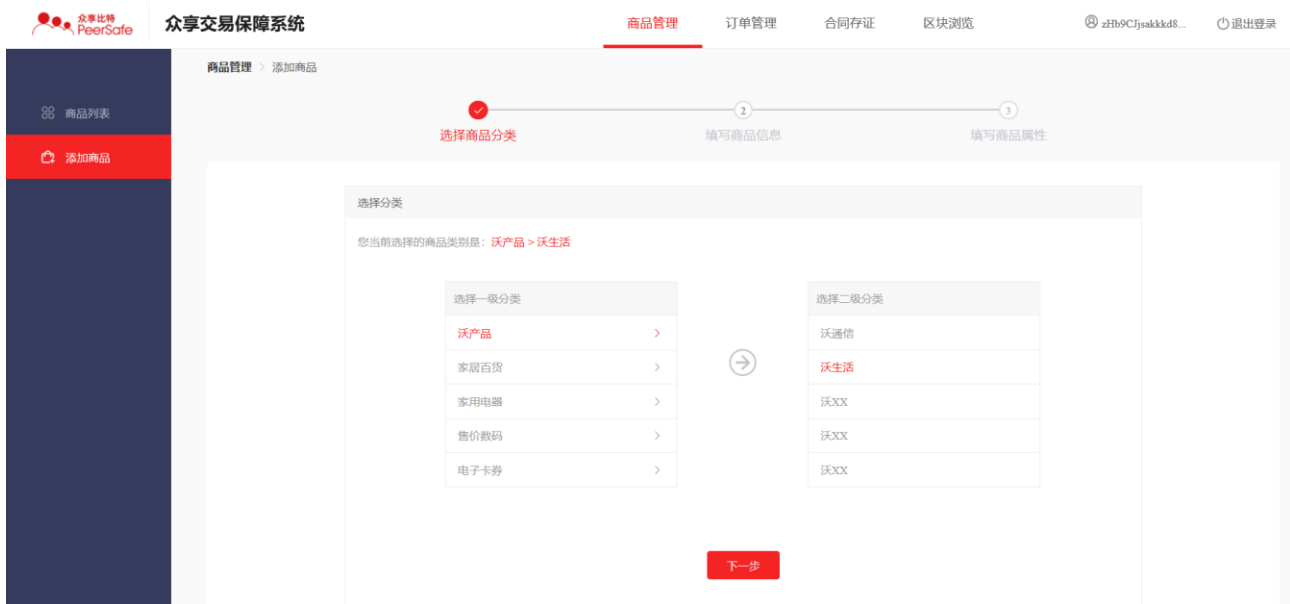 众享比特
PeerSafe
众享交易保障系统
商品管理 订单管理 合同存证 区块浏览 zHb9CJjsakkkd8... 退出登录
商品管理 > 添加商品
商品列表
添加商品
2 3
选择商品分类 填写商品信息 填写商品属性
选择分类
您当前选择的商品类别是：沃产品 > 沃生活
选择一级分类 选择二级分类
沃产品 沃通信
家居百货 沃生活
家用电器 沃XX
售价数码 沃XX
电子卡券 沃XX
下一步